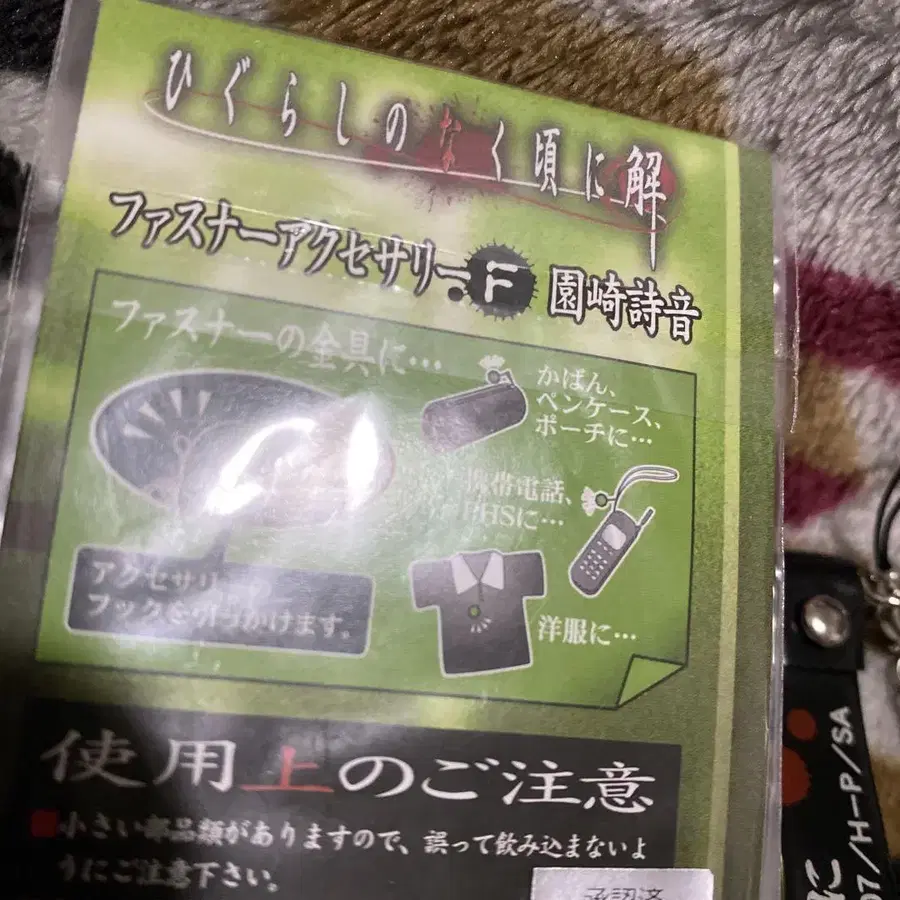 ひぐらしのなく頃に解
ファスナーアクセサリー.F 園崎詩音
ファスナーの金具に…
かばん、
ペンケース、
ポーチに…
携帯電話、
PHSに…
アクセサリ
フックを引っかけます。
洋服に…
使用上のご注意
■小さい部品類がありますので、誤って飲み込まないよ
うにご注意下さい。
承認済
に
07/H-P/SA